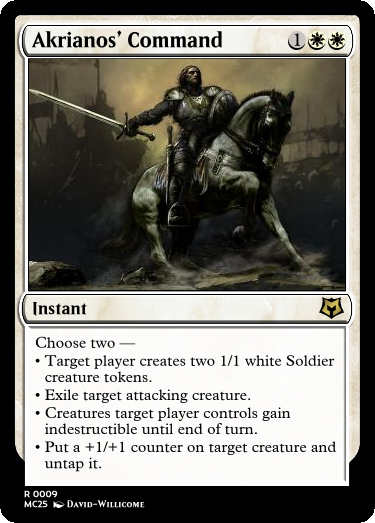 Akrianos' Command 1
Instant
Choose two —
• Target player creates two 1/1 white Soldier
creature tokens.
• Exile target attacking creature.
• Creatures target player controls gain
indestructible until end of turn.
• Put a +1/+1 counter on target creature and
untap it.
R 0009
MC25 David-Willicome